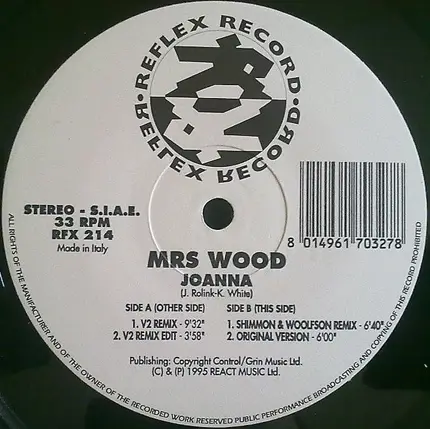 REFLEX RECORD
REFLEX RECORD
STEREO - S.I.A.E.
33 RPM
RFX 214
Made in Italy
8 014961 703278
MRS WOOD
JOANNA
(J. Rolink-K. White)
SIDE A (OTHER SIDE)
1. V2 REMIX - 9'32"
2. V2 REMIX EDIT - 3'58"
SIDE B (THIS SIDE)
1. SHIMMON & WOOLFSON REMIX - 6'40"
2. ORIGINAL VERSION - 6'00"
Publishing: Copyright Control/Grin Music Ltd.
(C) & (P) 1995 REACT MUSIC Ltd.
ALL RIGHTS OF THE MANUFACTURER AND OF THE OWNER OF THE RECORDED WORK RESERVED PUBLIC PERFORMANCE BROADCASTING AND COPYING OF THIS RECORD PROHIBITED